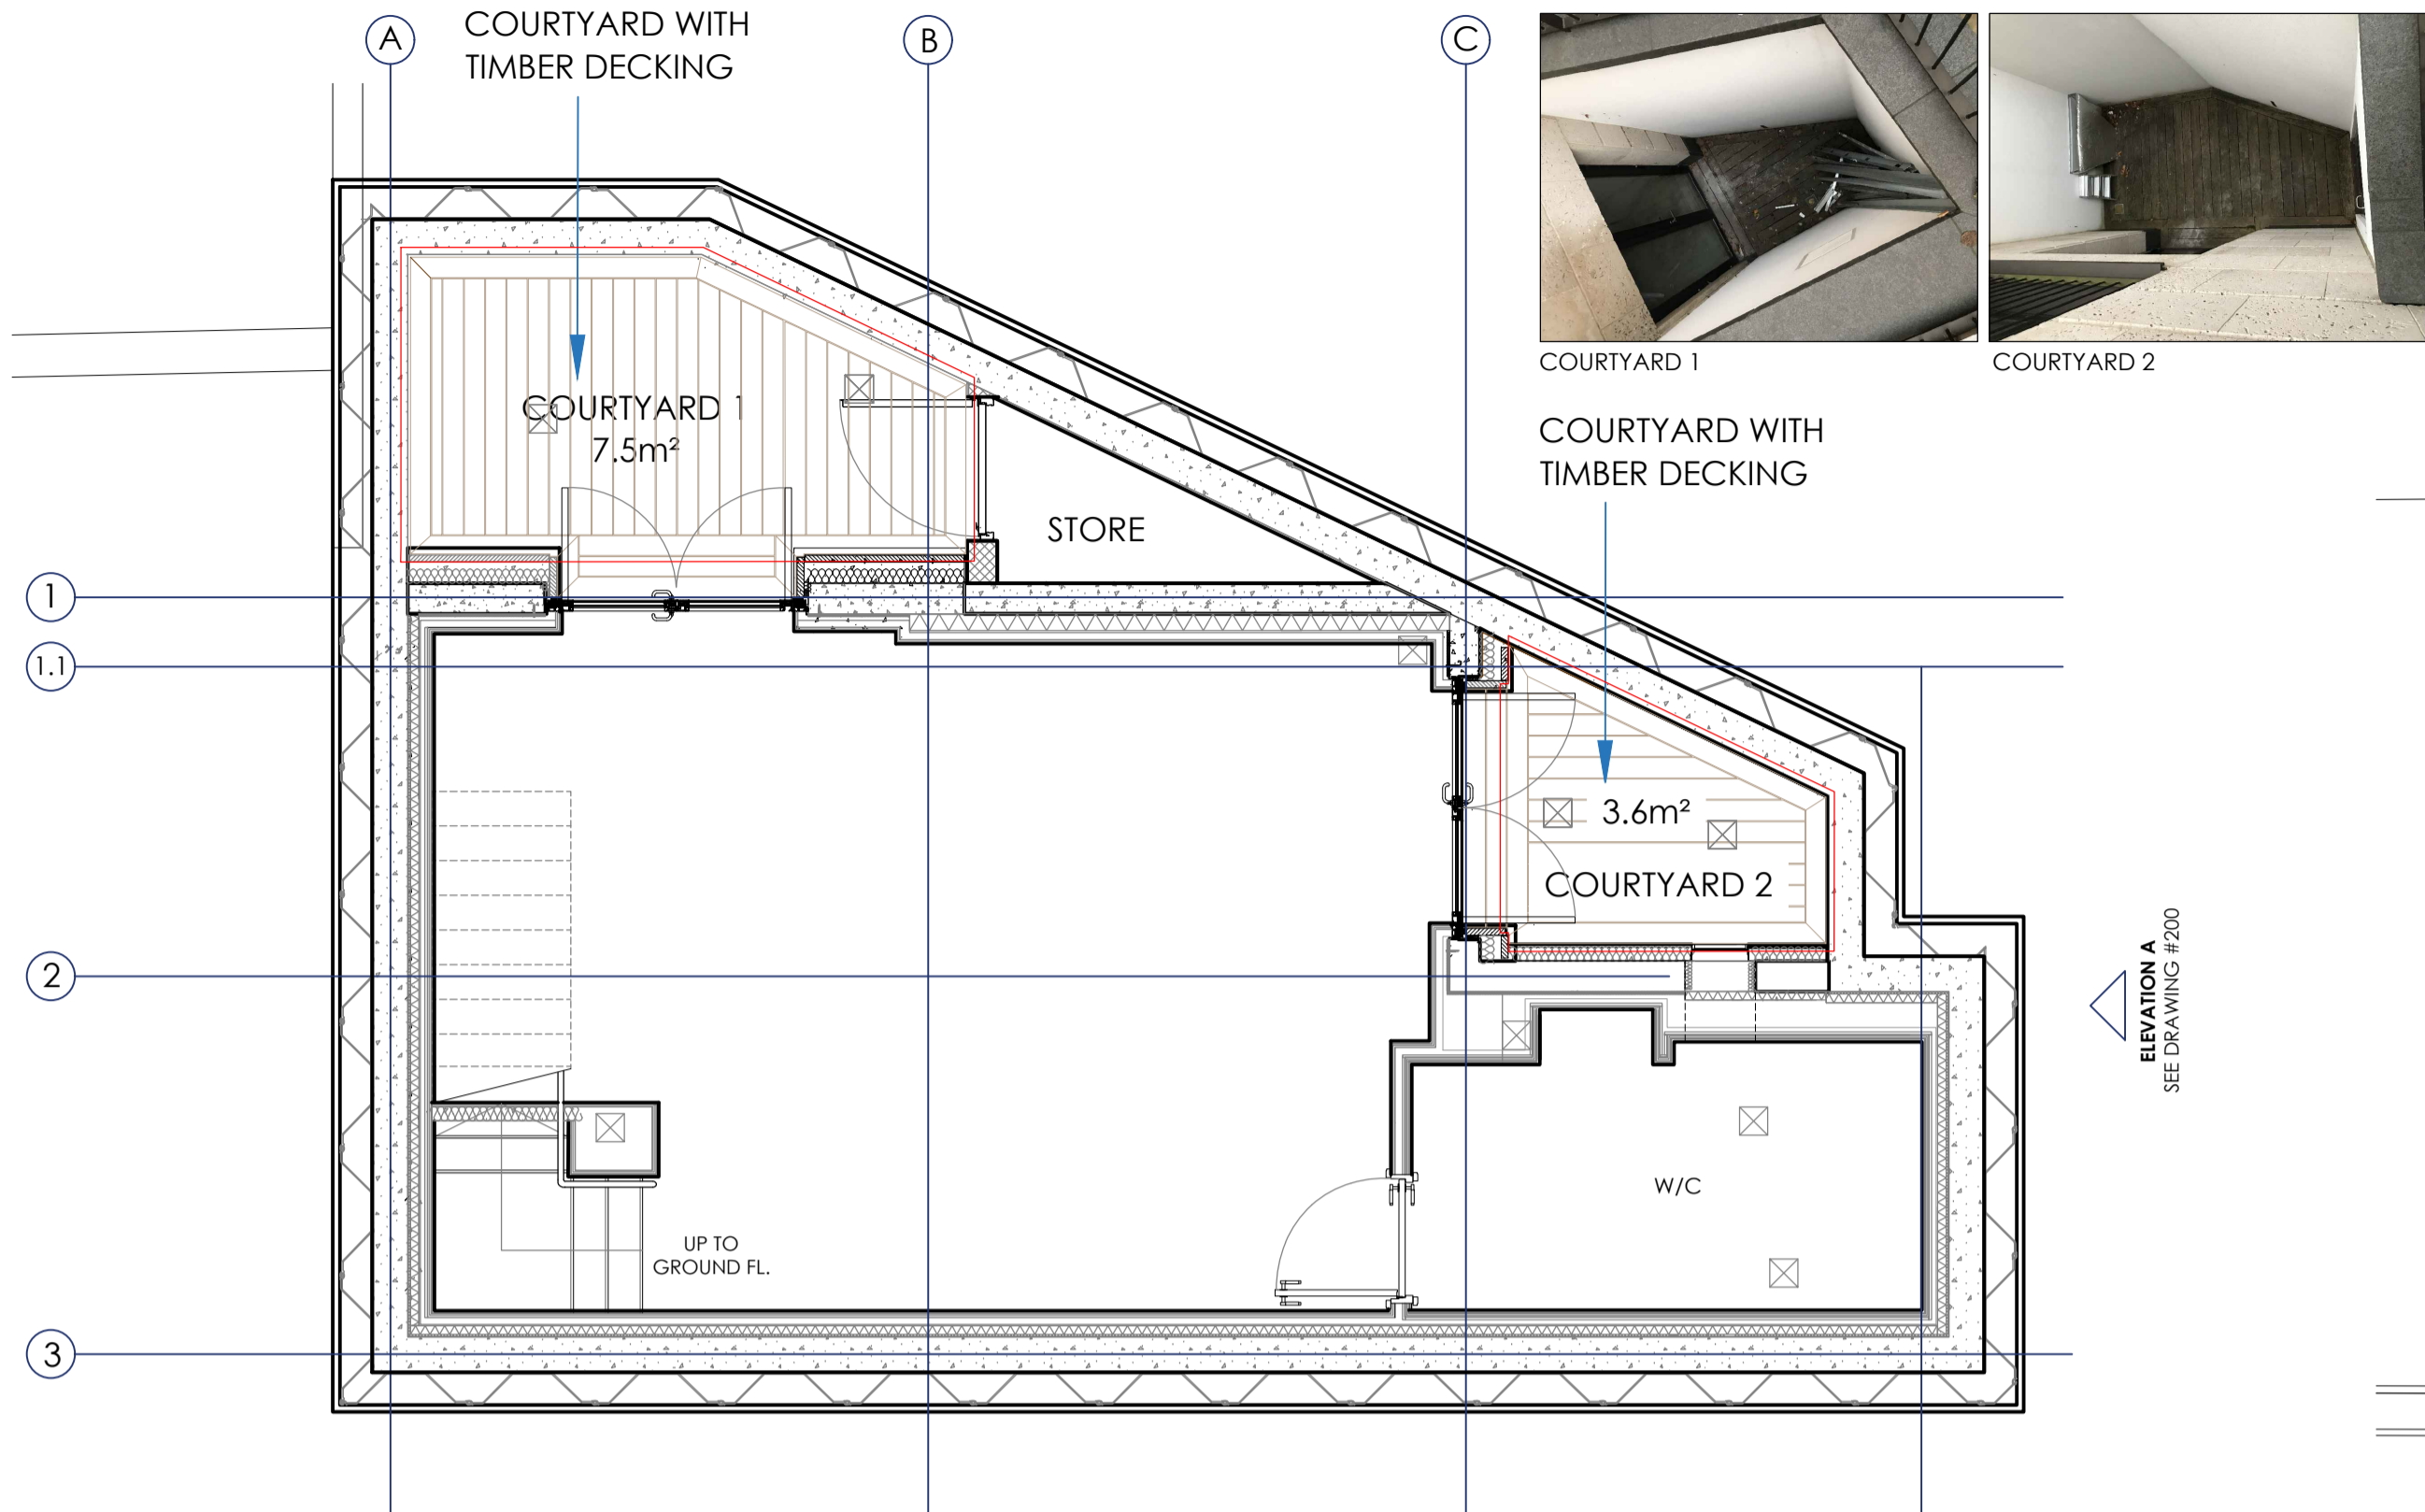 COURTYARD WITH
TIMBER DECKING
A
B
C
COURTYARD 1
COURTYARD 2
COURTYARD 1
7.5m²
COURTYARD WITH
TIMBER DECKING
STORE
1
1.1
3.6m²
COURTYARD 2
2
ELEVATION A
SEE DRAWING #200
W/C
UP TO
GROUND FL.
3